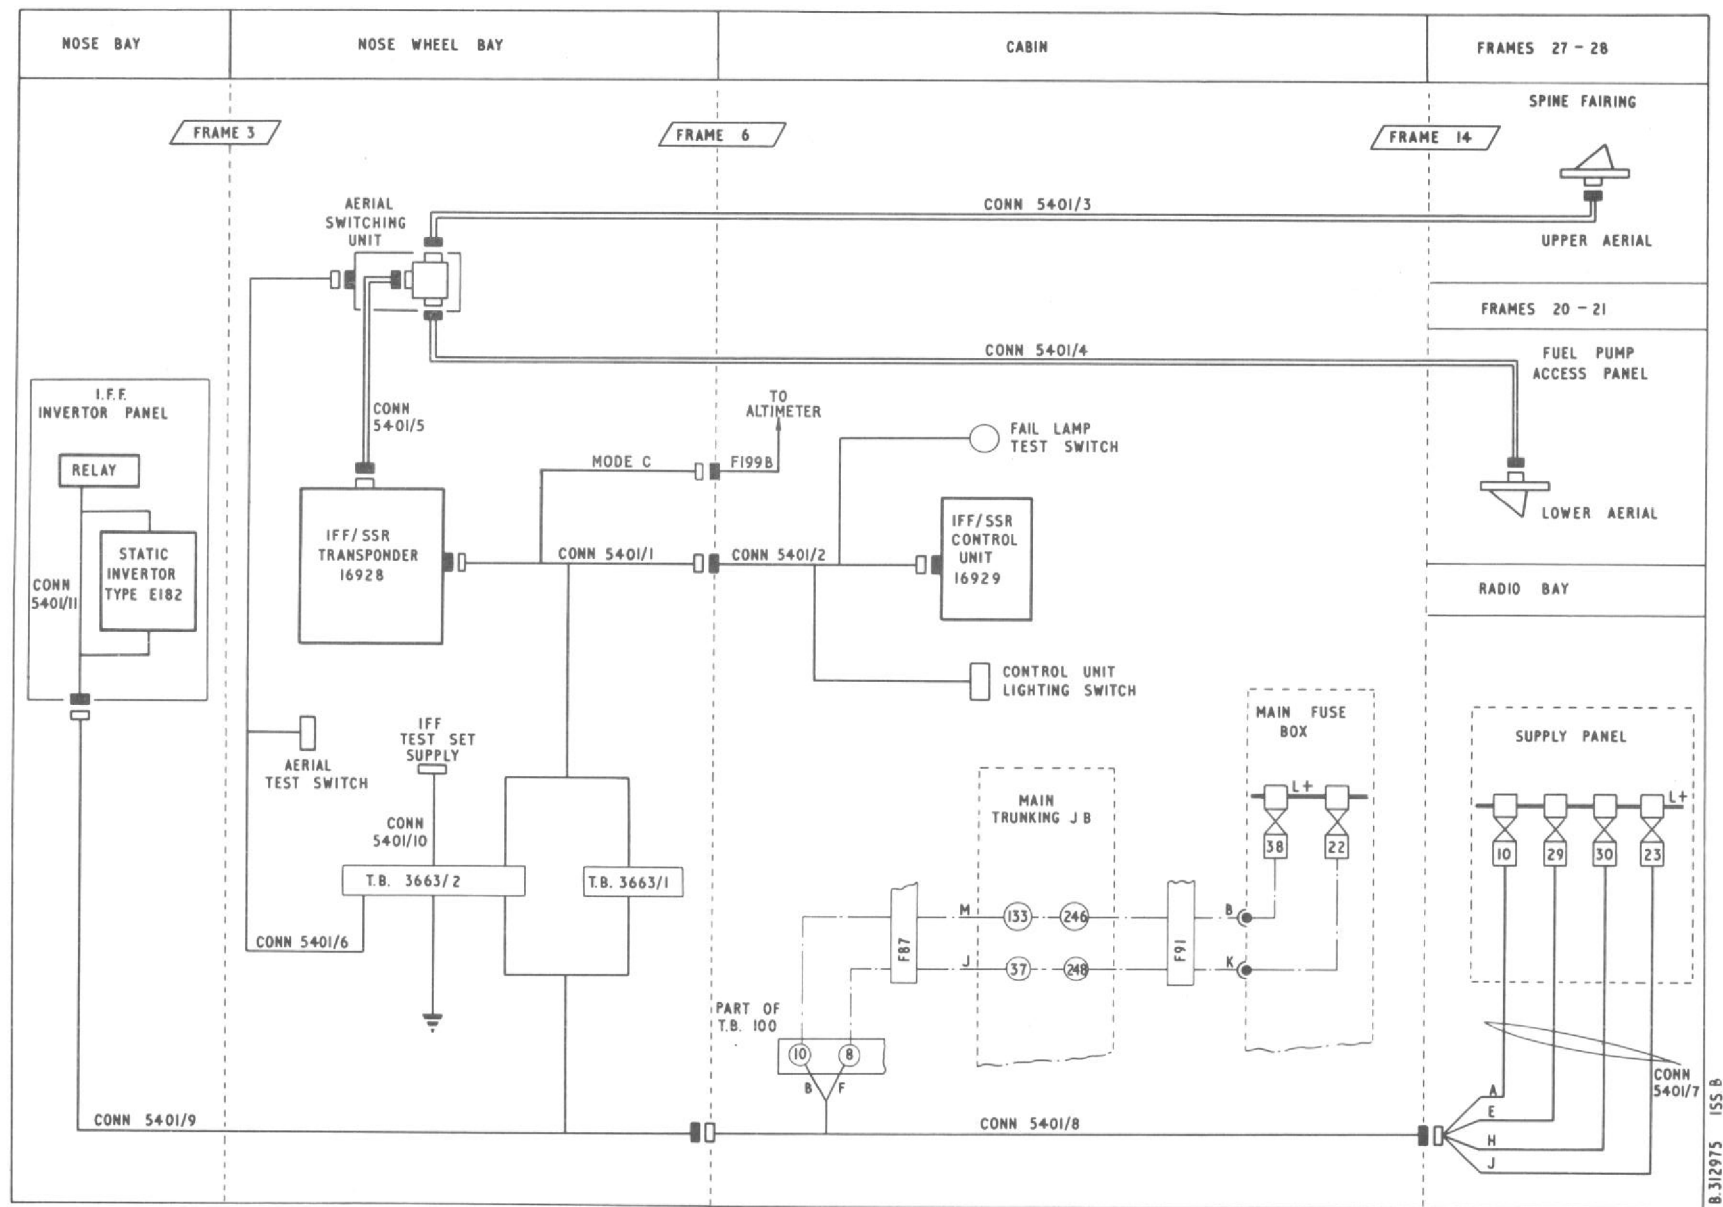 NOSE BAY
NOSE WHEEL BAY
CABIN
FRAMES 27 - 28
FRAME 3
FRAME 6
FRAME 14
SPINE FAIRING
UPPER AERIAL
AERIAL
SWITCHING
UNIT
CONN 5401/3
FRAMES 20 - 21
CONN 5401/4
FUEL PUMP
ACCESS PANEL
LOWER AERIAL
I.F.F.
INVERTOR PANEL
RELAY
STATIC
INVERTOR
TYPE E182
CONN
5401/11
CONN
5401/5
TO
ALTIMETER
MODE C
F199B
FAIL LAMP
TEST SWITCH
IFF/SSR
TRANSPONDER
16928
CONN 5401/1
CONN 5401/2
IFF/SSR
CONTROL
UNIT
16929
RADIO BAY
CONTROL UNIT
LIGHTING SWITCH
AERIAL
TEST SWITCH
IFF
TEST SET
SUPPLY
CONN
5401/10
T.B. 3663/2
T.B. 3663/1
CONN 5401/6
MAIN FUSE
BOX
L+
38
22
MAIN
TRUNKING J B
SUPPLY PANEL
L+
10
29
30
23
F87
M
133
246
F91
B
J
37
248
K
PART OF
T.B. 100
10
8
B
F
CONN 5401/9
CONN 5401/8
A
E
H
J
CONN
5401/7
B.312975 ISS B